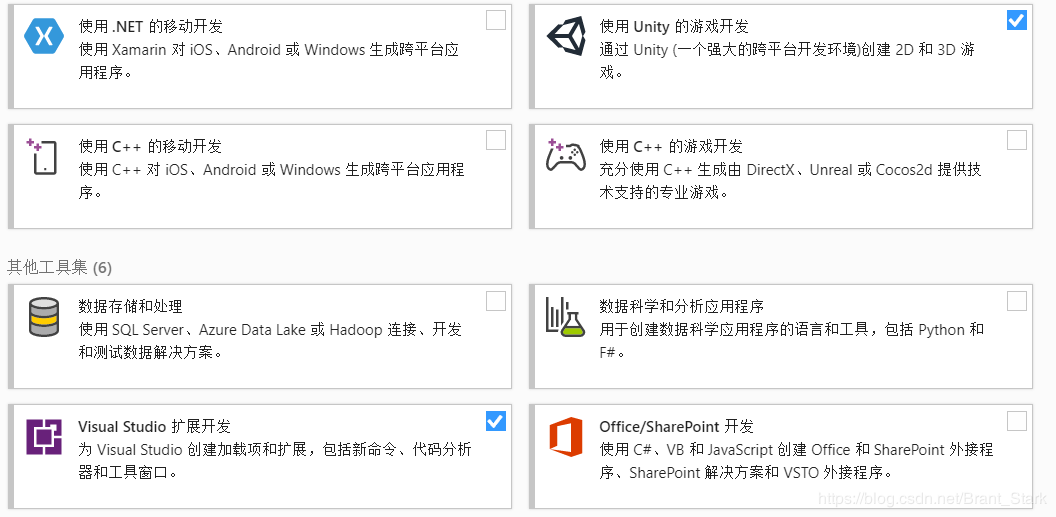 使用 .NET 的移动开发
使用 Xamarin 对 iOS、Android 或 Windows 生成跨平台应
用程序。
使用 Unity 的游戏开发
通过 Unity (一个强大的跨平台开发环境)创建 2D 和 3D 游
戏。
使用 C++ 的移动开发
使用 C++ 对 iOS、Android 或 Windows 生成跨平台应用程
序。
使用 C++ 的游戏开发
充分使用 C++ 生成由 DirectX、Unreal 或 Cocos2d 提供技
术支持的专业游戏。
其他工具集 (6)
数据存储和处理
使用 SQL Server、Azure Data Lake 或 Hadoop 连接、开发
和测试数据解决方案。
数据科学和分析应用程序
用于创建数据科学应用程序的语言和工具，包括 Python 和
F#。
Visual Studio 扩展开发
为 Visual Studio 创建加载项和扩展，包括新命令、代码分析
器和工具窗口。
Office/SharePoint 开发
使用 C#、VB 和 JavaScript 创建 Office 和 SharePoint 外接程
序、SharePoint 解决方案和 VSTO 外接程序。
https://blog.csdn.net/Brant_Stark